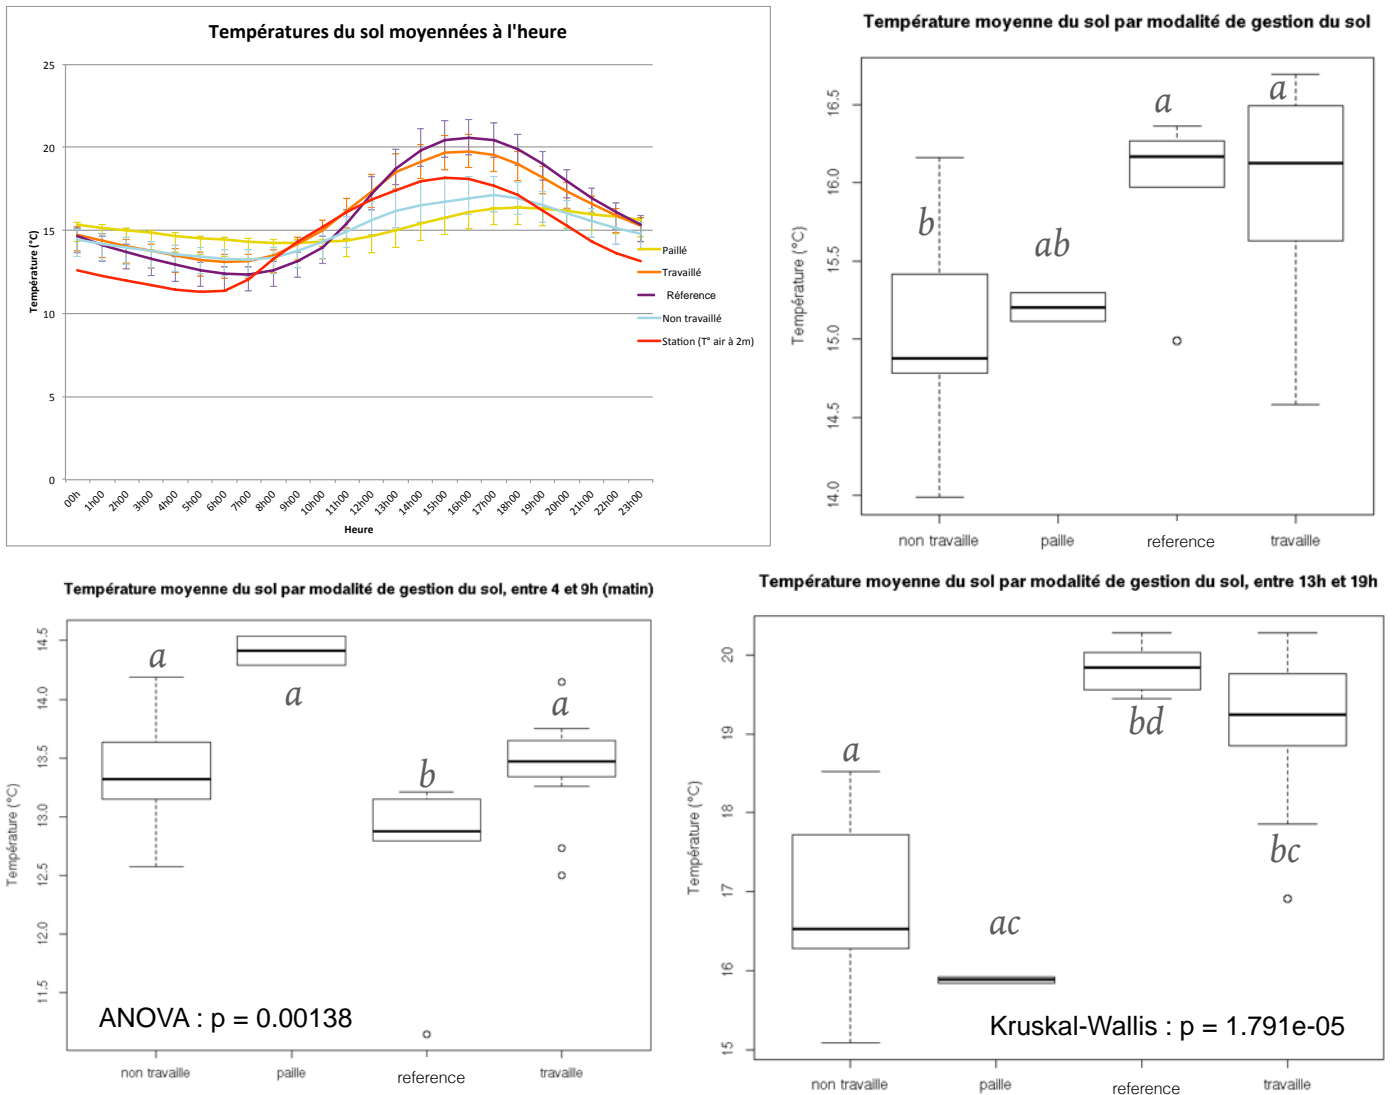 Températures du sol moyennées à l'heure
25
20
15
10
5
0
Température (°C)
00h
1h00
2h00
3h00
4h00
5h00
6h00
7h00
8h00
9h00
10h00
11h00
12h00
13h00
14h00
15h00
16h00
17h00
18h00
19h00
20h00
21h00
22h00
23h00
Heure
Paillé
Travaillé
Réference
Non travaillé
Station (T° air à 2m)
Température moyenne du sol par modalité de gestion du sol
16.5
16.0
15.5
15.0
14.5
14.0
Température (°C)
b
ab
a
a
non travaille
paille
reference
travaille
Température moyenne du sol par modalité de gestion du sol, entre 4 et 9h (matin)
14.5
14.0
13.5
13.0
12.5
12.0
11.5
Température (°C)
a
a
b
a
ANOVA : p = 0.00138
non travaille
paille
reference
travaille
Température moyenne du sol par modalité de gestion du sol, entre 13h et 19h
20
19
18
17
16
15
Température (°C)
a
ac
bd
bc
Kruskal-Wallis : p = 1.791e-05
non travaille
paille
reference
travaille